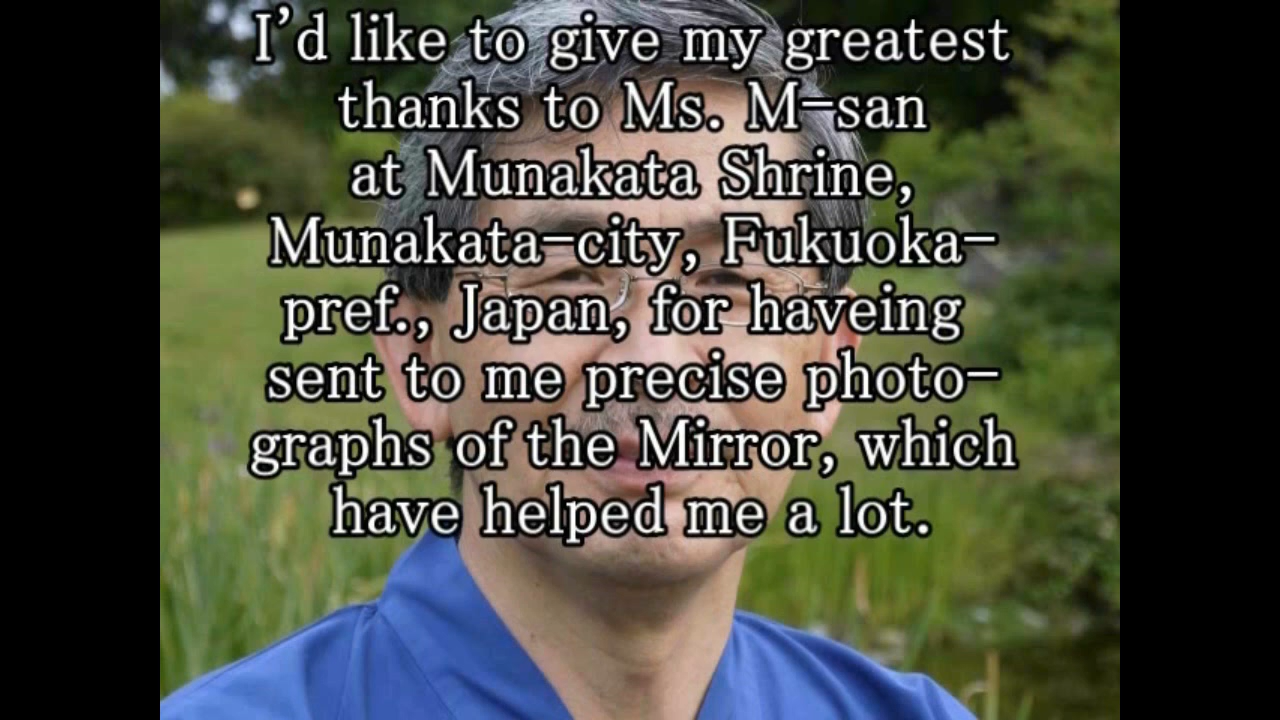 I'd like to give my greatest
thanks to Ms. M-san
at Munakata Shrine,
Munakata-city, Fukuoka-
pref., Japan, for haveing
sent to me precise photo-
graphs of the Mirror, which
have helped me a lot.